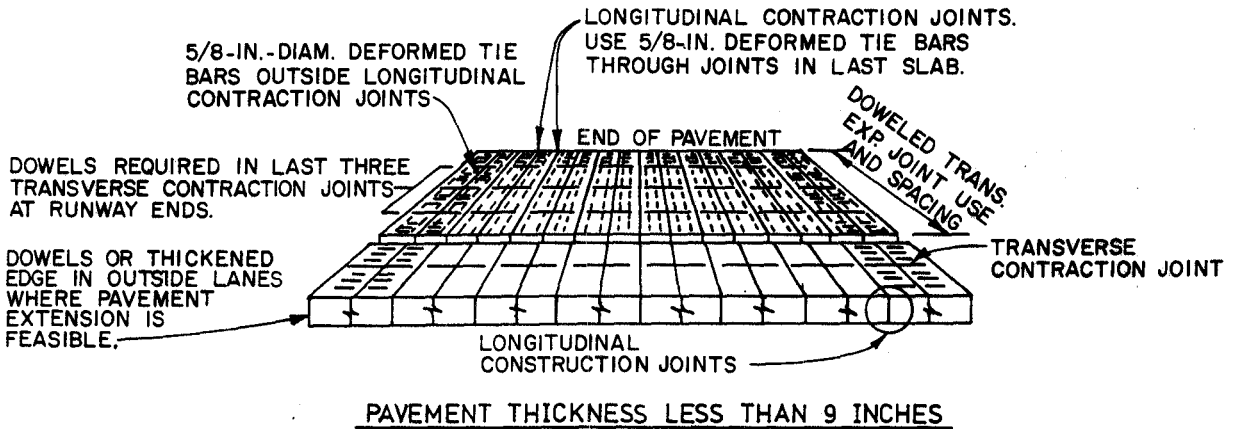 LONGITUDINAL CONTRACTION JOINTS.
USE 5/8-IN. DEFORMED TIE BARS
THROUGH JOINTS IN LAST SLAB.
5/8-IN.-DIAM. DEFORMED TIE
BARS OUTSIDE LONGITUDINAL
CONTRACTION JOINTS
END OF PAVEMENT
DOWELED TRANS.
EXP. JOINT USE
AND SPACING
DOWELS REQUIRED IN LAST THREE
TRANSVERSE CONTRACTION JOINTS
AT RUNWAY ENDS.
DOWELS OR THICKENED
EDGE IN OUTSIDE LANES
WHERE PAVEMENT
EXTENSION IS
FEASIBLE.
TRANSVERSE
CONTRACTION JOINT
LONGITUDINAL
CONSTRUCTION JOINTS
PAVEMENT THICKNESS LESS THAN 9 INCHES